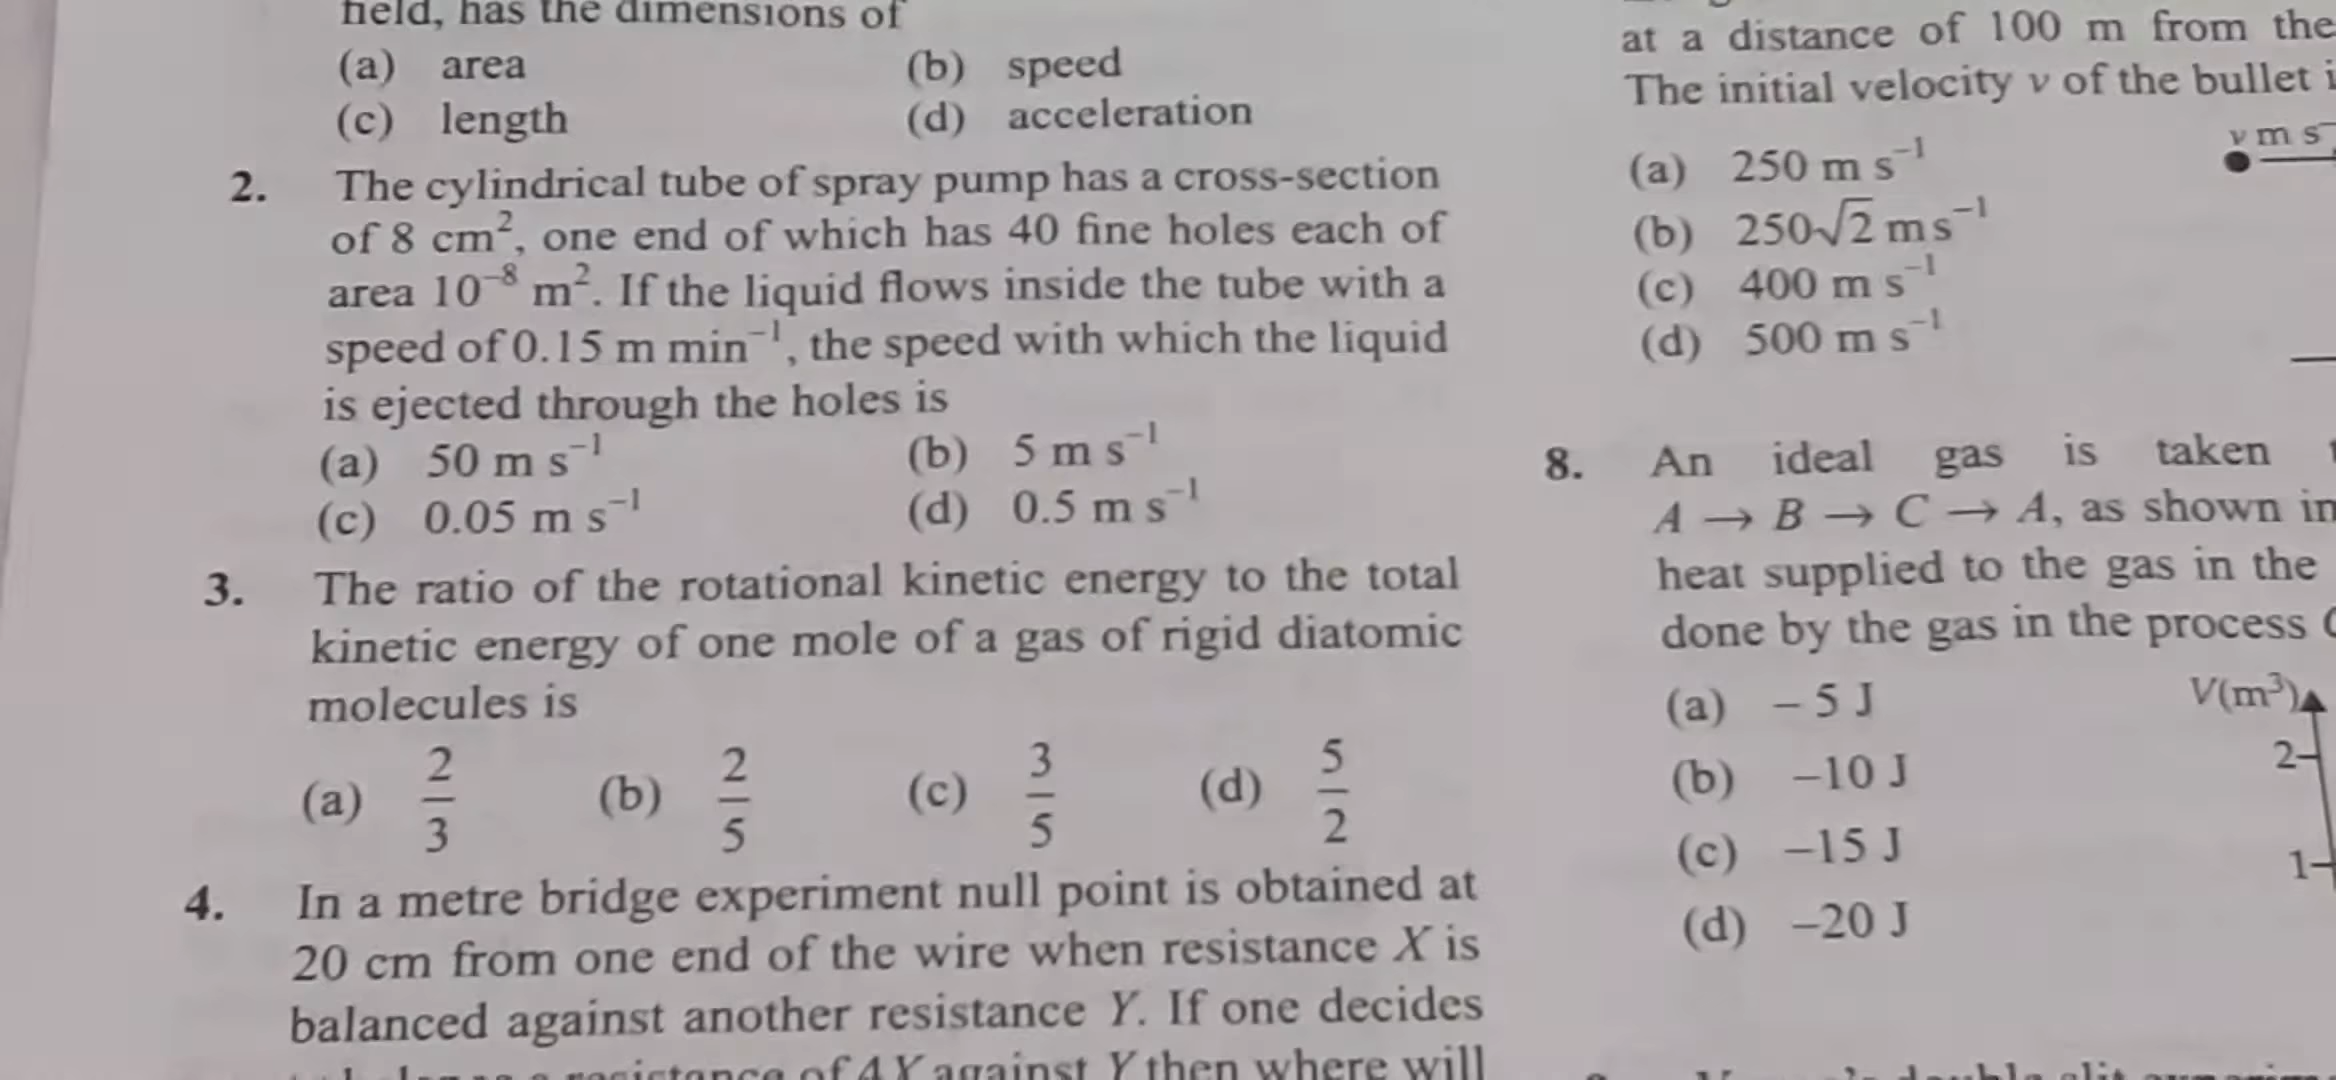 field, has the dimensions of
(a) area (b) speed
(c) length (d) acceleration
2. The cylindrical tube of spray pump has a cross-section
of 8 cm², one end of which has 40 fine holes each of
area 10⁻⁸ m². If the liquid flows inside the tube with a
speed of 0.15 m min⁻¹, the speed with which the liquid
is ejected through the holes is
(a) 50 m s⁻¹ (b) 5 m s⁻¹
(c) 0.05 m s⁻¹ (d) 0.5 m s⁻¹
3. The ratio of the rotational kinetic energy to the total
kinetic energy of one mole of a gas of rigid diatomic
molecules is
(a) 2/3 (b) 2/5 (c) 3/5 (d) 5/2
4. In a metre bridge experiment null point is obtained at
20 cm from one end of the wire when resistance X is
balanced against another resistance Y. If one decides
resistance of 4X against Y then where will
at a distance of 100 m from the
The initial velocity v of the bullet
(a) 250 m s⁻¹
v m s⁻
(b) 250√2 ms⁻¹
(c) 400 m s⁻¹
(d) 500 m s⁻¹
8. An ideal gas is taken
A → B → C → A, as shown in
heat supplied to the gas in the
done by the gas in the process
(a) – 5 J
V(m³)
(b) –10 J
2
(c) –15 J
1
(d) –20 J